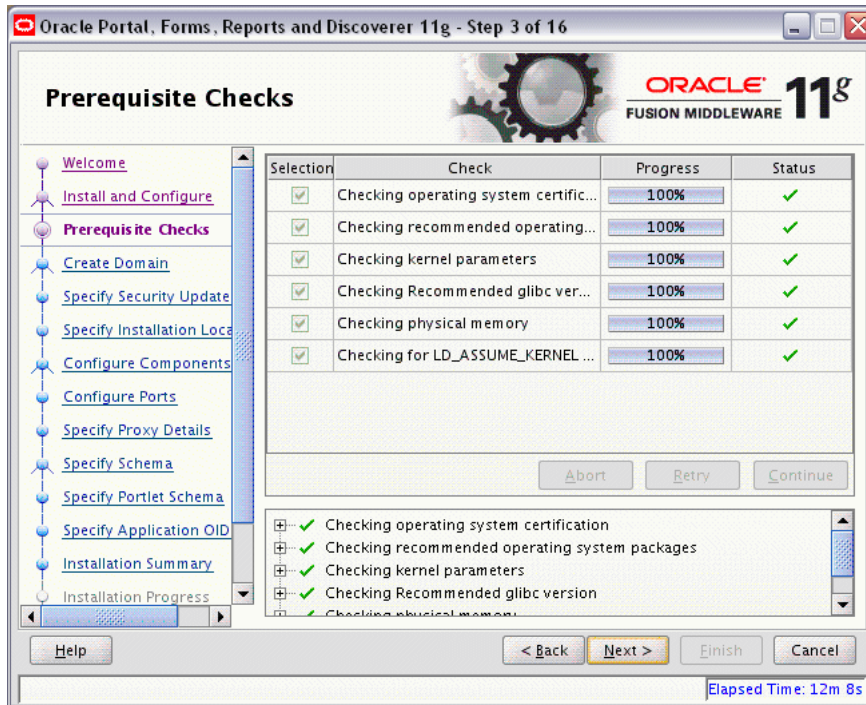 Oracle Portal, Forms, Reports and Discoverer 11g - Step 3 of 16
Prerequisite Checks
ORACLE
FUSION MIDDLEWARE
11g
Welcome
Install and Configure
Prerequisite Checks
Create Domain
Specify Security Update
Specify Installation Loca
Configure Components
Configure Ports
Specify Proxy Details
Specify Schema
Specify Portlet Schema
Specify Application OID
Installation Summary
Installation Progress
Selection Check Progress Status
Checking operating system certific... 100%
Checking recommended operating... 100%
Checking kernel parameters 100%
Checking Recommended glibc ver... 100%
Checking physical memory 100%
Checking for LD_ASSUME_KERNEL ... 100%
Abort Retry Continue
Checking operating system certification
Checking recommended operating system packages
Checking kernel parameters
Checking Recommended glibc version
Checking physical memory
Help < Back Next > Finish Cancel
Elapsed Time: 12m 8s